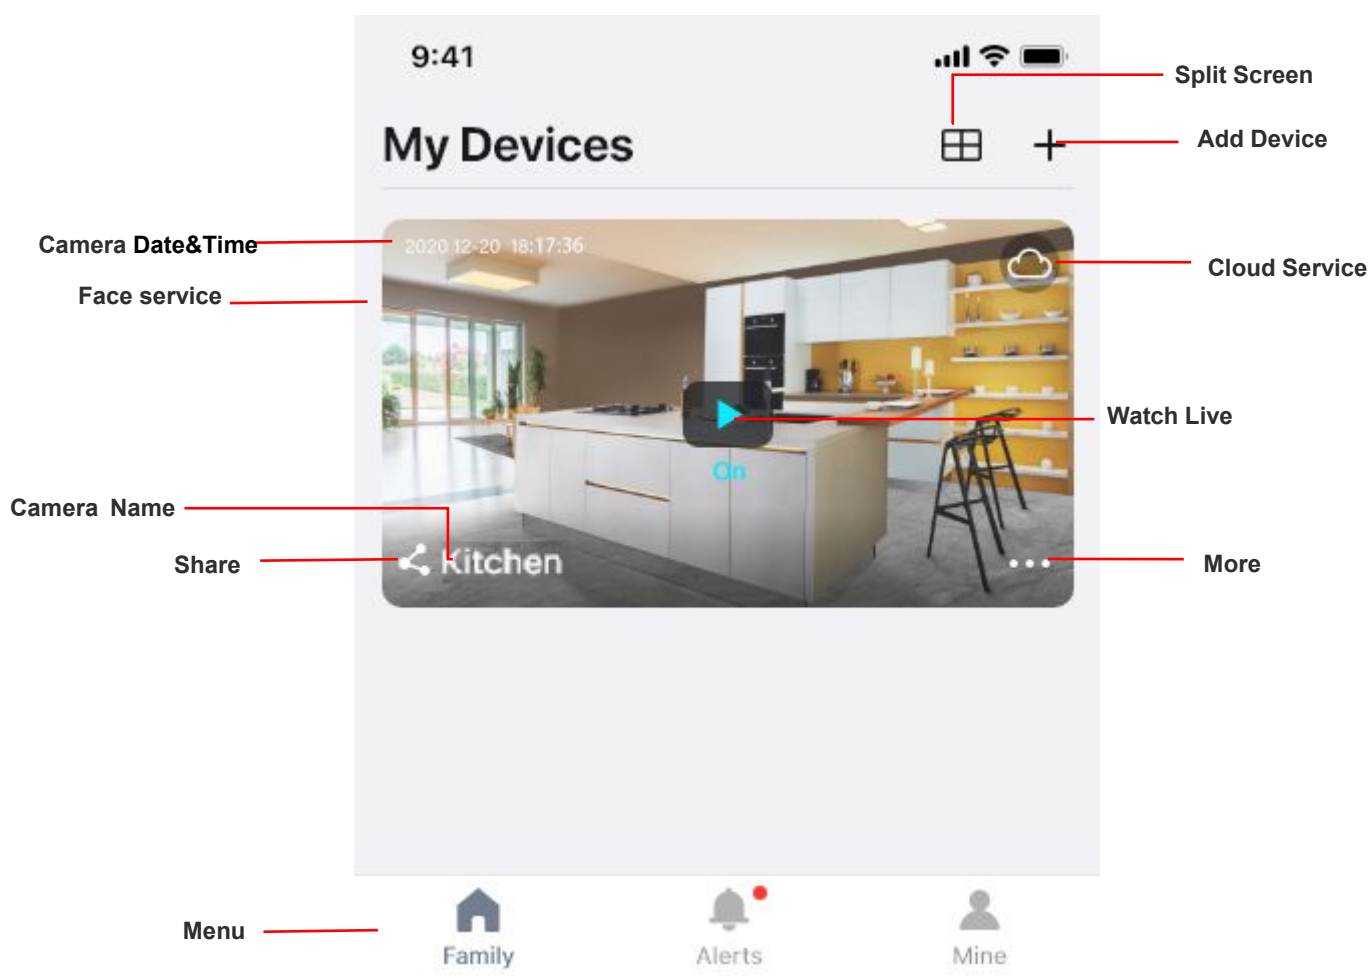 9:41
Split Screen
My Devices
Add Device
Camera Date&Time
2020 12-20 18:17:36
Cloud Service
Face service
Watch Live
On
Camera Name
Share
Kitchen
More
Menu
Family
Alerts
Mine